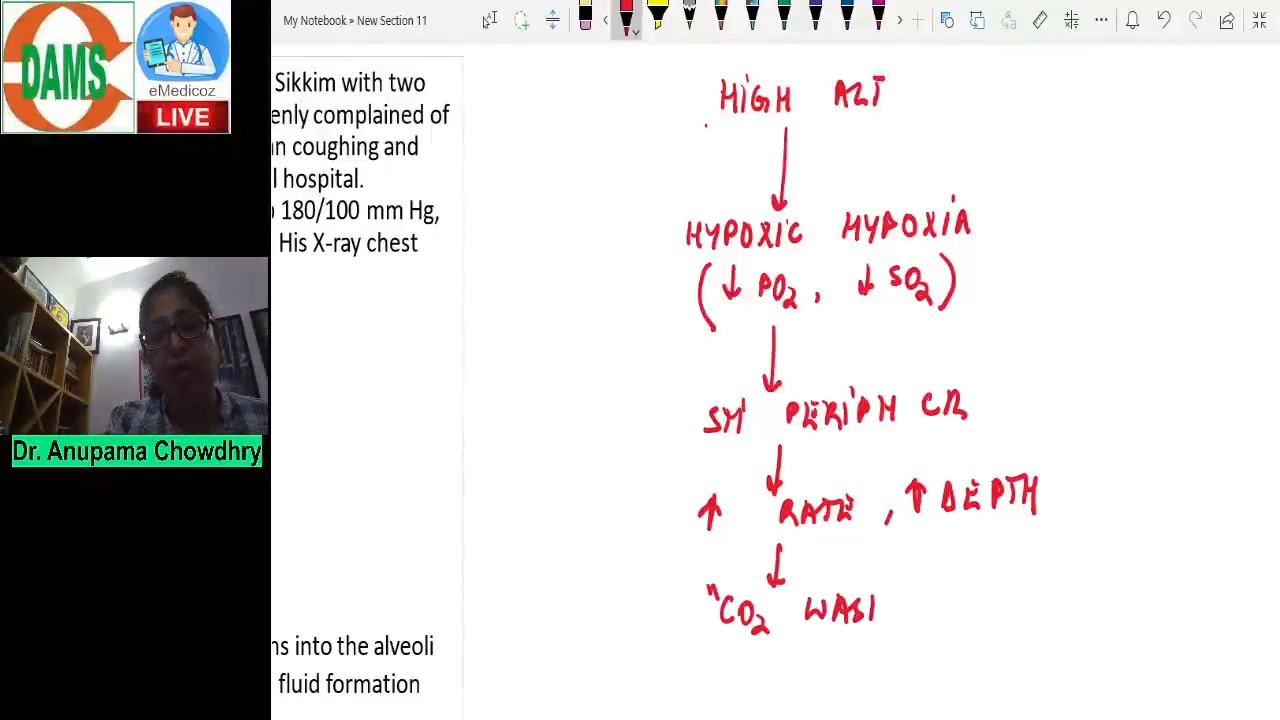 My Notebook » New Section 11
DAMS
eMedicoz
LIVE
Sikkim with two
enly complained of
an coughing and
l hospital.
180/100 mm Hg,
His X-ray chest
Dr. Anupama Chowdhry
ns into the alveoli
fluid formation
HIGH ALT
↓
HYPOXIC HYPOXIA
(↓ PO2, ↓ SO2)
↓
PERIPH CR
↓
↑ RATE, ↑ DEPTH
↓
"CO2 WASH